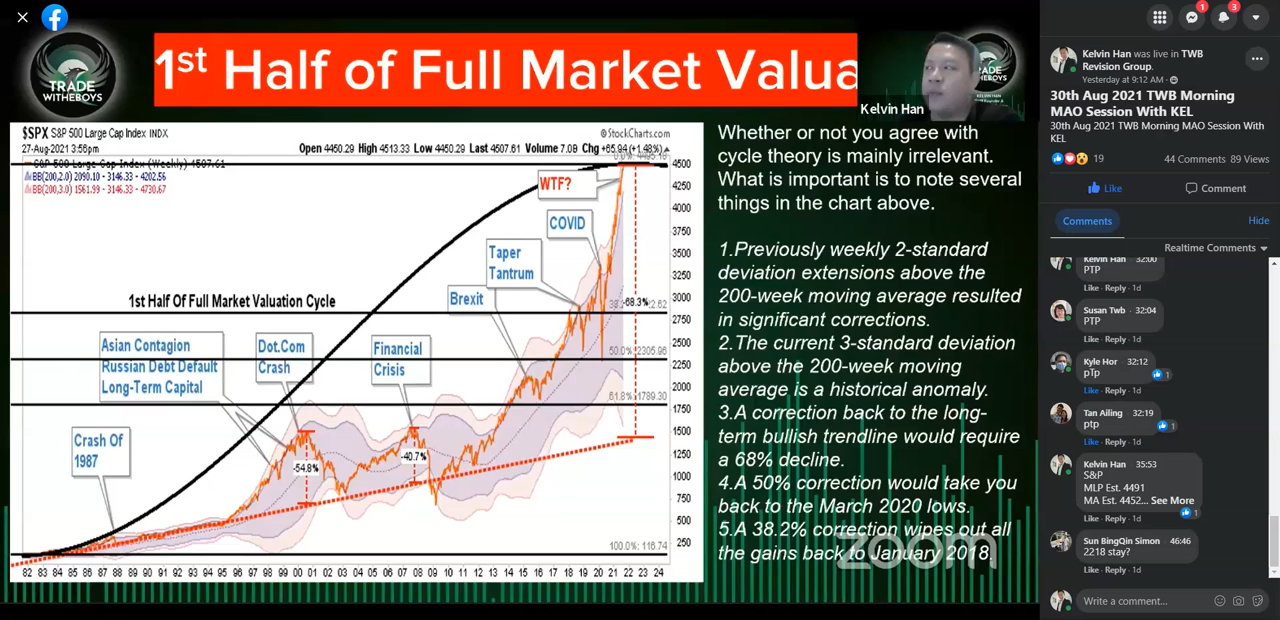 1st Half of Full Market Valua
TRADE
WITHEBOYS
Kelvin Han
$SPX S&P 500 Large Cap Index INDX
© StockCharts.com
27-Aug-2021 3:56pm
Open 4450.29 High 4513.33 Low 4450.29 Last 4507.61 Volume 7.0B Chg +65.94 (+1.48%)
S&P 500 Large Cap Index (Weekly) 4507.61
BB(200,2.0) 2090.10 - 3146.33 - 4202.56
BB(200,3.0) 1561.99 - 3146.33 - 4730.67
0.0%: 4495.18
WTF?
COVID
Taper
Tantrum
Brexit
1st Half Of Full Market Valuation Cycle
-68.3%
Asian Contagion
Russian Debt Default
Long-Term Capital
Dot.Com
Crash
Financial
Crisis
50.0%: 2305.96
61.8%: 1789.30
Crash Of
1987
-54.8%
-40.7%
100.0%: 116.74
4500
4250
4000
3750
3500
3250
3000
2750
2500
2250
2000
1750
1500
1250
1000
750
500
250
82 83 84 85 86 87 88 89 90 91 92 93 94 95 96 97 98 99 00 01 02 03 04 05 06 07 08 09 10 11 12 13 14 15 16 17 18 19 20 21 22 23 24
Whether or not you agree with
cycle theory is mainly irrelevant.
What is important is to note several
things in the chart above.
1.Previously weekly 2-standard
deviation extensions above the
200-week moving average resulted
in significant corrections.
2.The current 3-standard deviation
above the 200-week moving
average is a historical anomaly.
3.A correction back to the long-
term bullish trendline would require
a 68% decline.
4.A 50% correction would take you
back to the March 2020 lows.
5.A 38.2% correction wipes out all
the gains back to January 2018.
zoom
1
3
Kelvin Han was live in TWB
Revision Group.
Yesterday at 9:12 AM
30th Aug 2021 TWB Morning
MAO Session With KEL
30th Aug 2021 TWB Morning MAO Session With
KEL
19
44 Comments 89 Views
Like
Comment
Comments
Hide
Realtime Comments
Kelvin Han 32:00
PTP
Like · Reply · 1d
Susan Twb 32:04
PTP
Like · Reply · 1d
Kyle Hor 32:12
pTp
1
Like · Reply · 1d
Tan Ailing 32:19
ptp
1
Like · Reply · 1d
Kelvin Han 35:53
S&P
MLP Est. 4491
MA Est. 4452... See More
1
Like · Reply · 1d
Sun BingQin Simon 46:46
2218 stay?
Like · Reply · 1d
Write a comment...